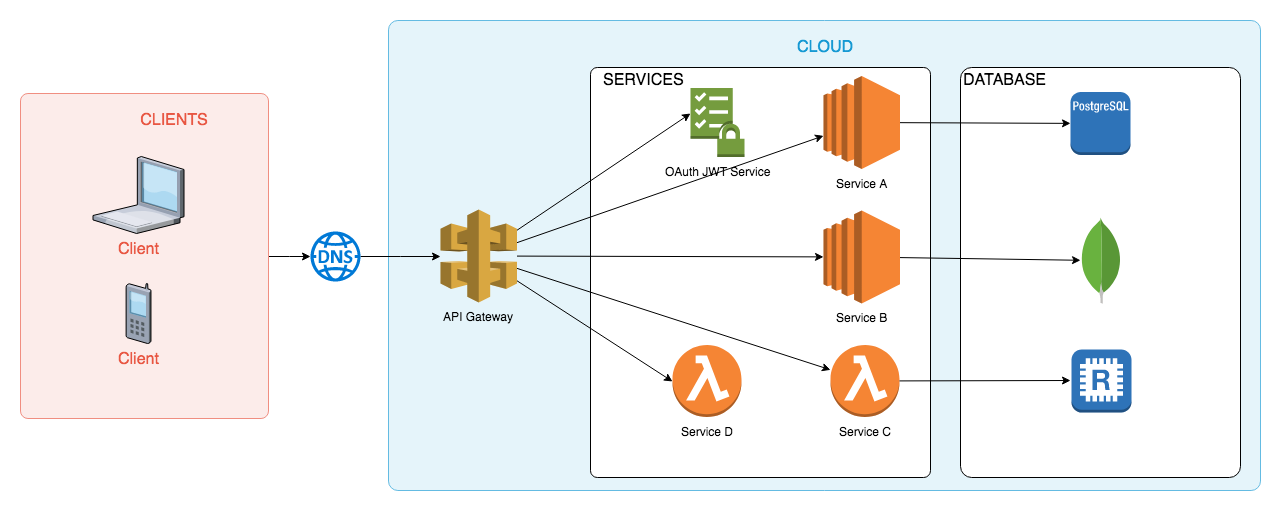 CLOUD
SERVICES
DATABASE
PostgreSQL
CLIENTS
OAuth JWT Service
Service A
Client
DNS
API Gateway
Service B
Client
R
Service D
Service C